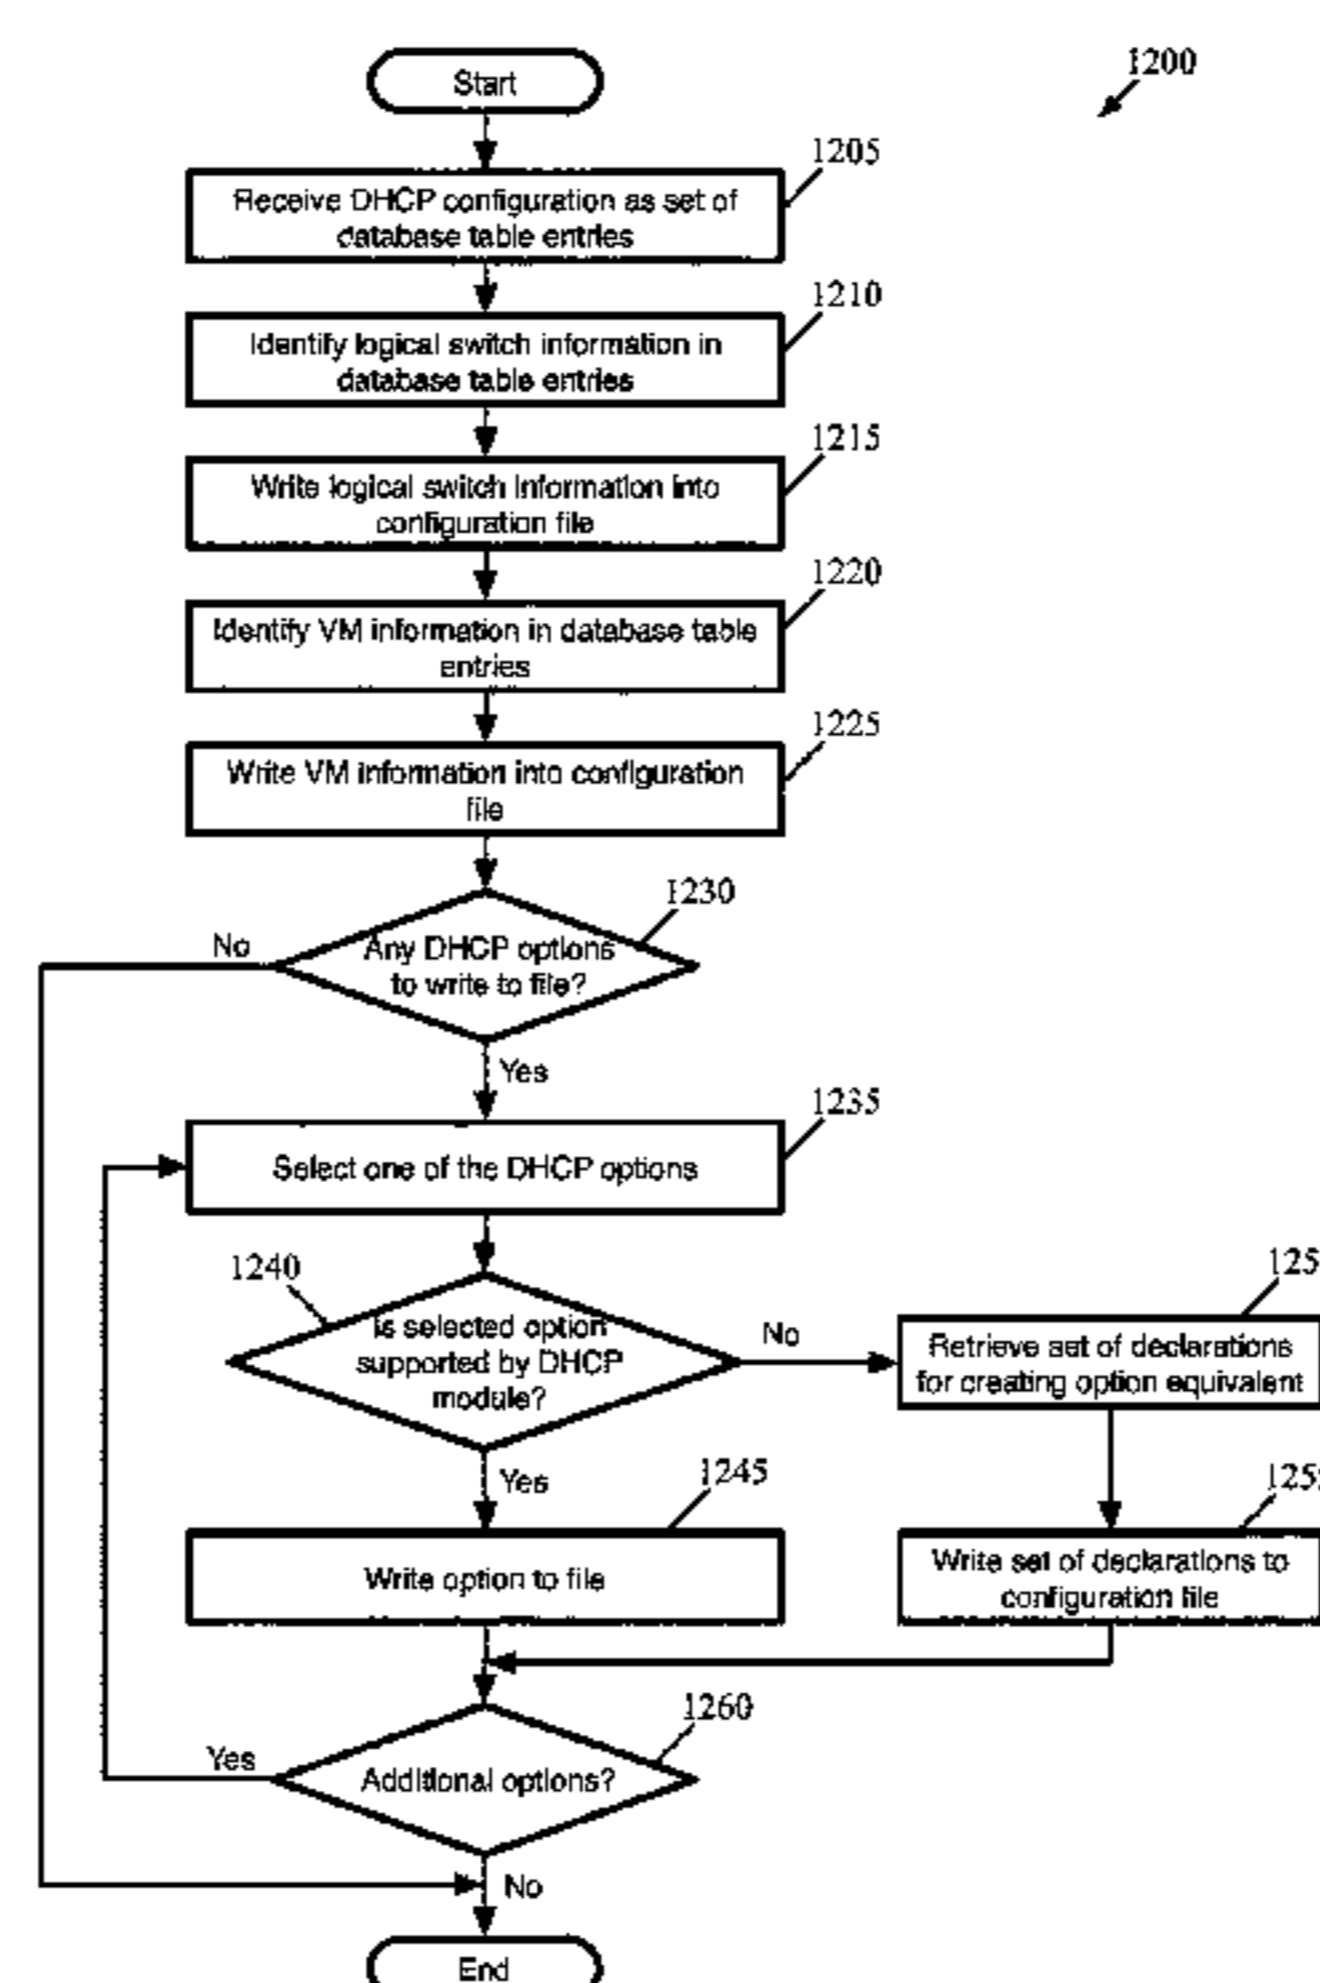 Start
1200
1205
Receive DHCP configuration as set of
database table entries
1210
Identify logical switch information in
database table entries
1215
Write logical switch information into
configuration file
1220
Identify VM information in database table
entries
1225
Write VM information into configuration
file
1230
No
Any DHCP options
to write to file?
Yes
1235
Select one of the DHCP options
1240
Is selected option
supported by DHCP
module?
No
125
Retrieve set of declarations
for creating option equivalent
Yes
1245
Write option to file
125
Write set of declarations to
configuration file
1260
Yes
Additional options?
No
End